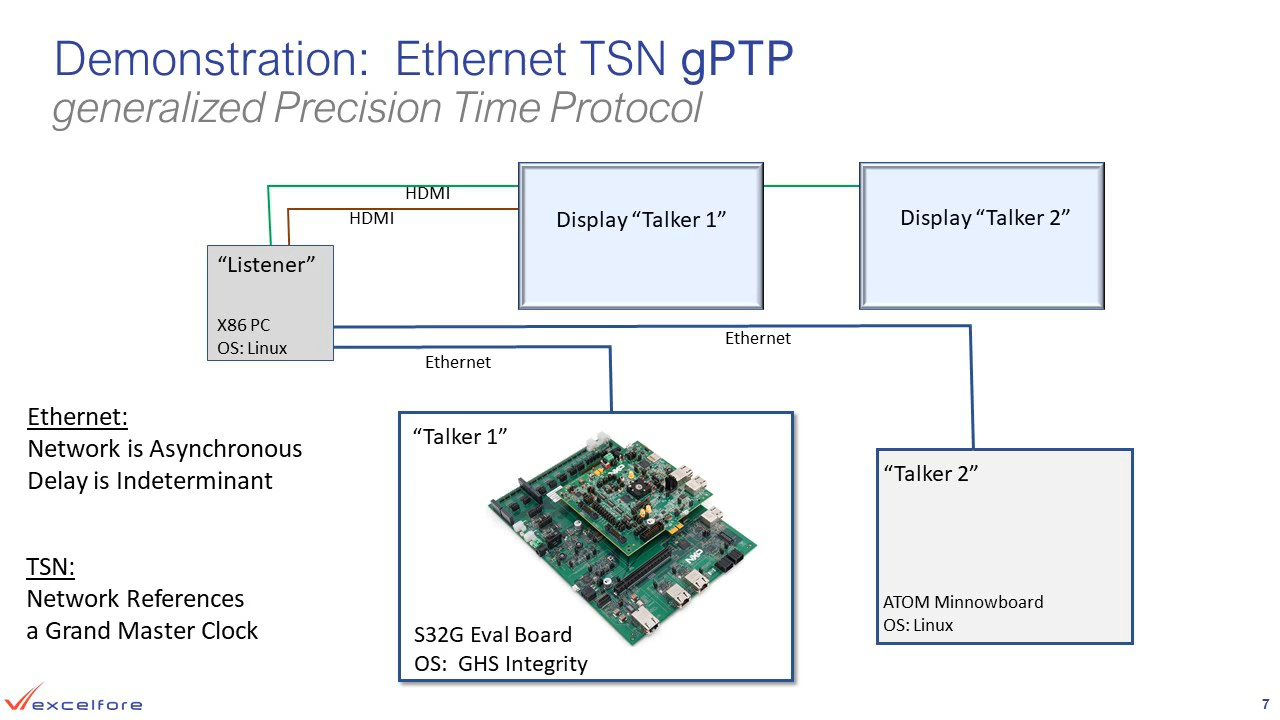 Demonstration:  Ethernet TSN gPTP
generalized Precision Time Protocol
HDMI
HDMI
Display “Talker 1”
Display “Talker 2”
“Listener”
X86 PC
OS: Linux
Ethernet
Ethernet
Ethernet:
Network is Asynchronous
Delay is Indeterminant
TSN:
Network References
a Grand Master Clock
“Talker 1”
S32G Eval Board
OS:  GHS Integrity
“Talker 2”
ATOM Minnowboard
OS: Linux
excelfore
7